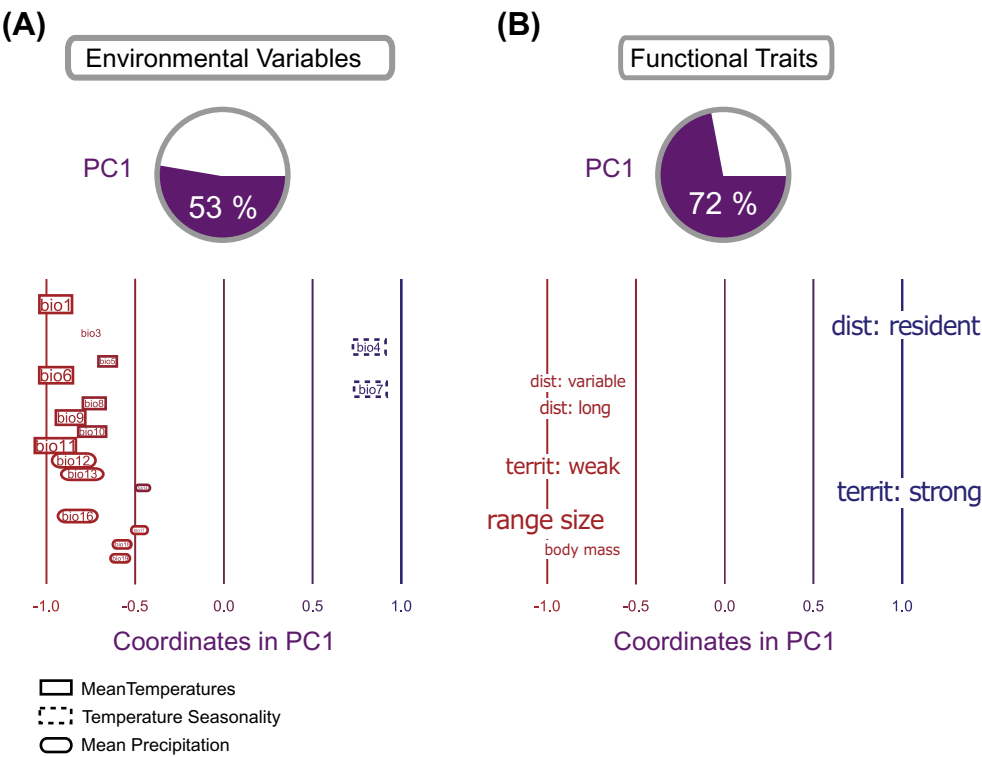 (A)
Environmental Variables
PC1
53 %
bio1
bio3
bio4
bio5
bio6
bio7
bio8
bio9
bio10
bio11
bio12
bio13
bio16
-1.0 -0.5 0.0 0.5 1.0
Coordinates in PC1
MeanTemperatures
Temperature Seasonality
Mean Precipitation
(B)
Functional Traits
PC1
72 %
dist: resident
dist: variable
dist: long
territ: weak
territ: strong
range size
body mass
-1.0 -0.5 0.0 0.5 1.0
Coordinates in PC1